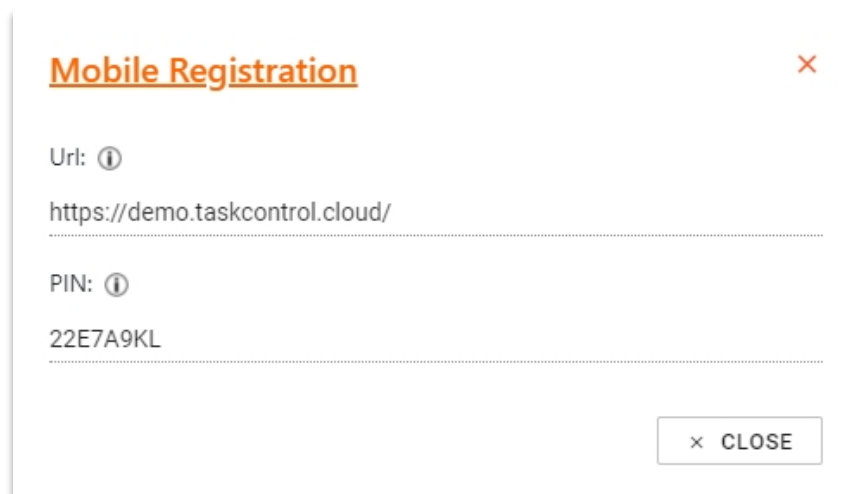 Mobile Registration
Url:
https://demo.taskcontrol.cloud/
PIN:
22E7A9KL
× CLOSE